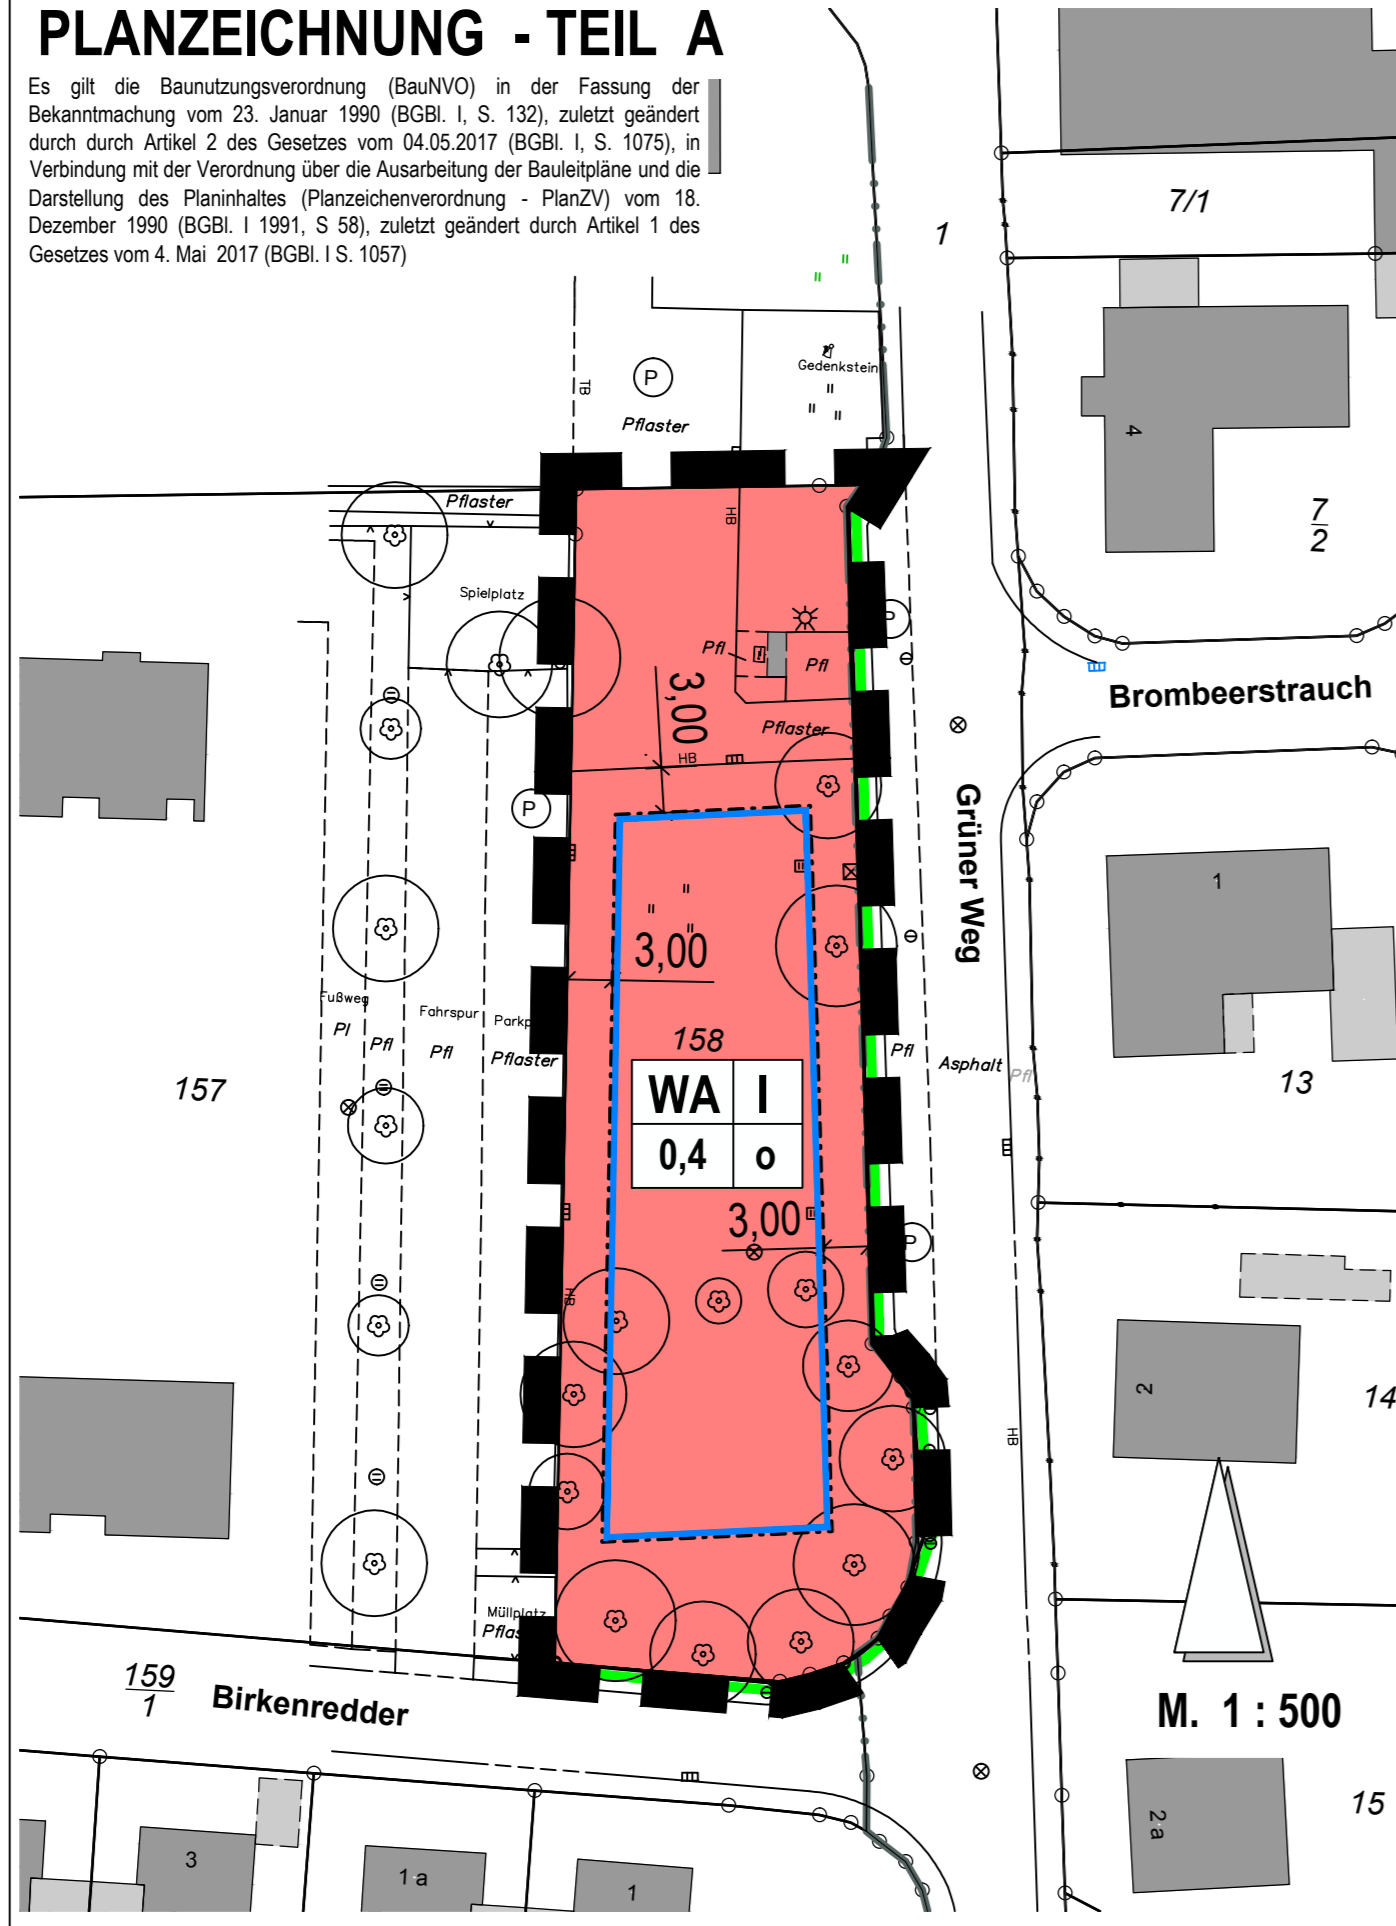 PLANZEICHNUNG - TEIL A
Es gilt die Baunutzungsverordnung (BauNVO) in der Fassung der
Bekanntmachung vom 23. Januar 1990 (BGBl. I, S. 132), zuletzt geändert
durch durch Artikel 2 des Gesetzes vom 04.05.2017 (BGBl. I, S. 1075), in
Verbindung mit der Verordnung über die Ausarbeitung der Bauleitpläne und die
Darstellung des Planinhaltes (Planzeichenverordnung - PlanZV) vom 18.
Dezember 1990 (BGBl. I 1991, S 58), zuletzt geändert durch Artikel 1 des
Gesetzes vom 4. Mai 2017 (BGBl. I S. 1057)
7/1
1
Gedenkstein
P
TB
Pflaster
4
Pflaster
HB
7
2
Spielplatz
P
Pfl
Pfl
3,00
Brombeerstrauch
Pflaster
HB
P
Grüner Weg
1
3,00
Fußweg
Fahrspur
Parkp
Pl
Pfl
Pfl
Pflaster
158
Pfl
Asphalt
Pfl
157
13
WA I
0,4 o
3,00
P
HB
2
14
HB
Müllplatz
Pflas
159
1
Birkenredder
M. 1 : 500
15
2a
3
1a
1